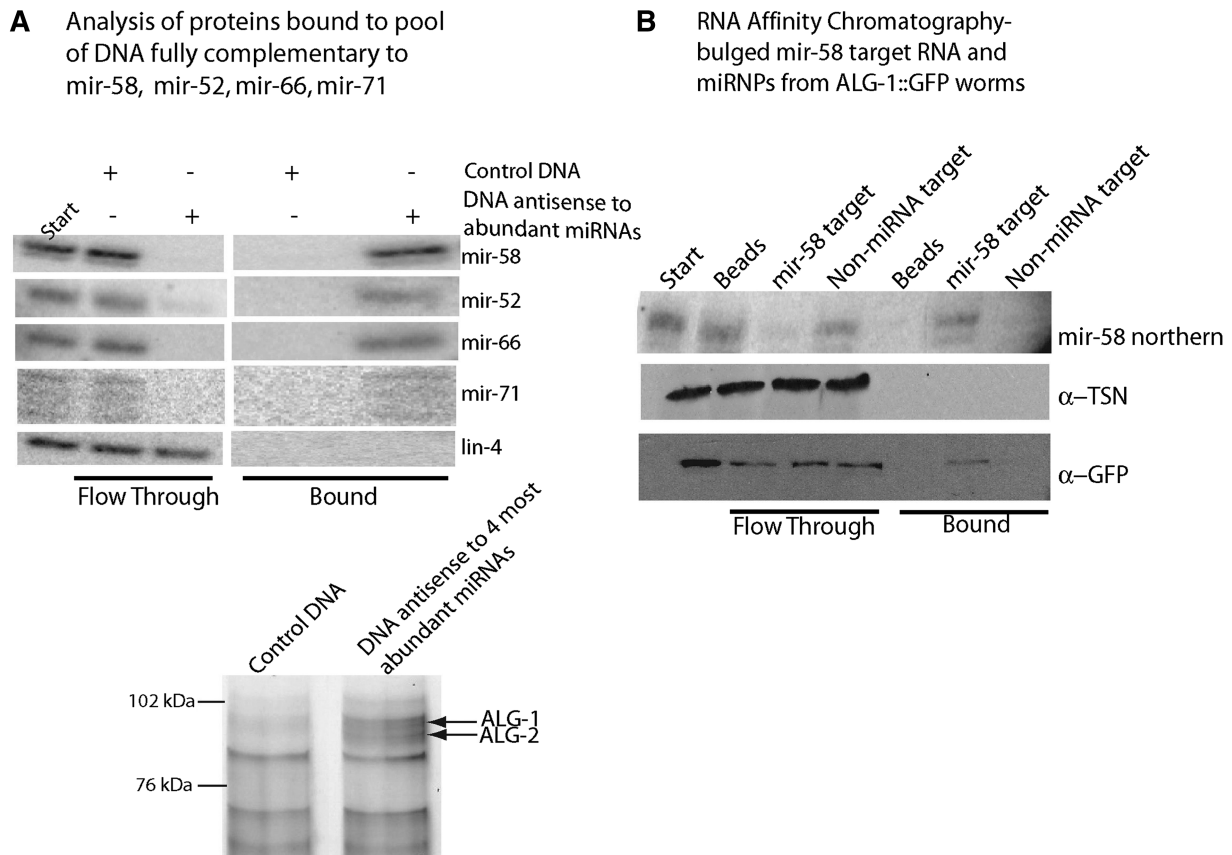 A
Analysis of proteins bound to pool
of DNA fully complementary to
mir-58, mir-52, mir-66, mir-71
+ - + - Control DNA
Start - + - + DNA antisense to
abundant miRNAs
mir-58
mir-52
mir-66
mir-71
lin-4
Flow Through Bound
Control DNA
DNA antisense to 4 most
abundant miRNAs
102 kDa
ALG-1
ALG-2
76 kDa
B
RNA Affinity Chromatography-
bulged mir-58 target RNA and
miRNPs from ALG-1::GFP worms
Start
Beads
mir-58 target
Non-miRNA target
Beads
mir-58 target
Non-miRNA target
mir-58 northern
α–TSN
α–GFP
Flow Through Bound